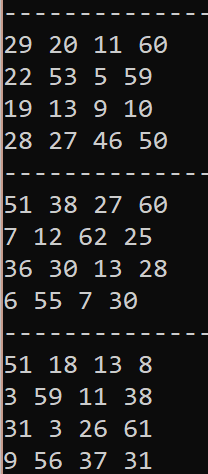 --------------
29 20 11 60
22 53 5 59
19 13 9 10
28 27 46 50
--------------
51 38 27 60
7 12 62 25
36 30 13 28
6 55 7 30
--------------
51 18 13 8
3 59 11 38
31 3 26 61
9 56 37 31